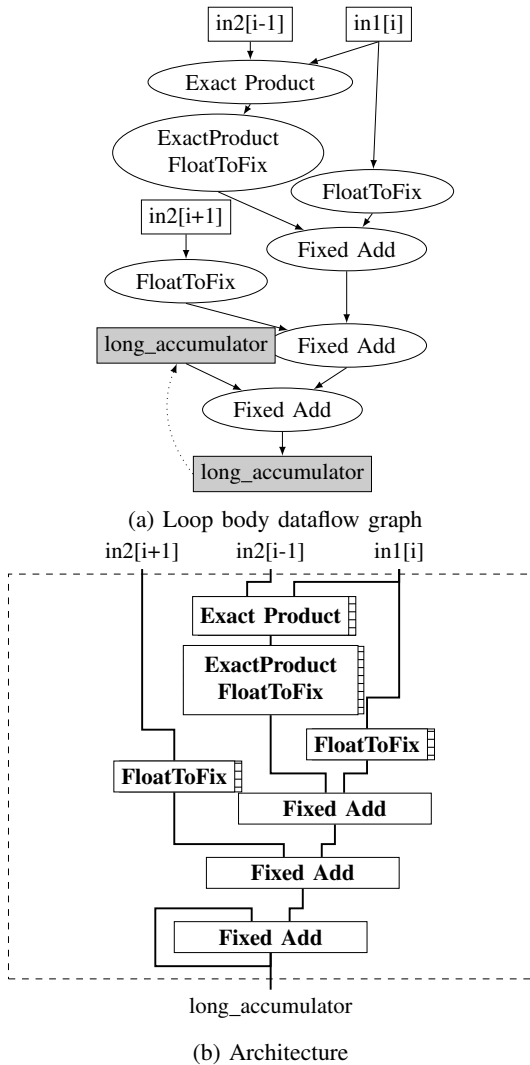 in2[i-1] in1[i]
Exact Product
ExactProduct
FloatToFix
FloatToFix
in2[i+1]
Fixed Add
FloatToFix
long_accumulator
Fixed Add
Fixed Add
long_accumulator
(a) Loop body dataflow graph
in2[i+1] in2[i-1] in1[i]
Exact Product
ExactProduct
FloatToFix
FloatToFix
FloatToFix
Fixed Add
Fixed Add
Fixed Add
long_accumulator
(b) Architecture